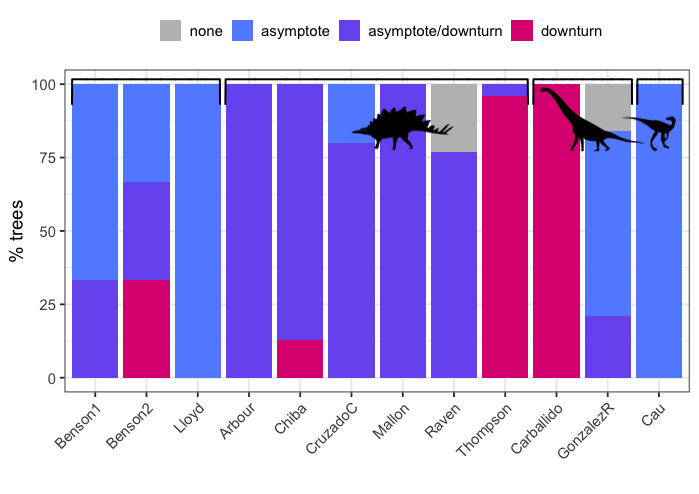 none asymptote asymptote/downturn downturn
% trees
100
75
50
25
0
Benson1
Benson2
Lloyd
Arbour
Chiba
CruzadoC
Mallon
Raven
Thompson
Carballido
GonzalezR
Cau